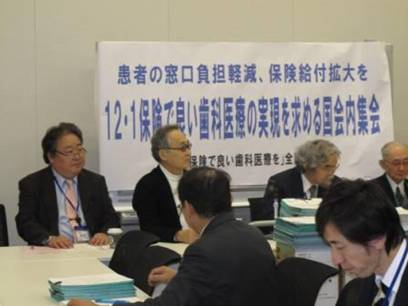 患者の窓口負担軽減、保険給付拡大を
12・1保険で良い歯科医療の実現を求める国会内集会
保険で良い歯科医療を」全